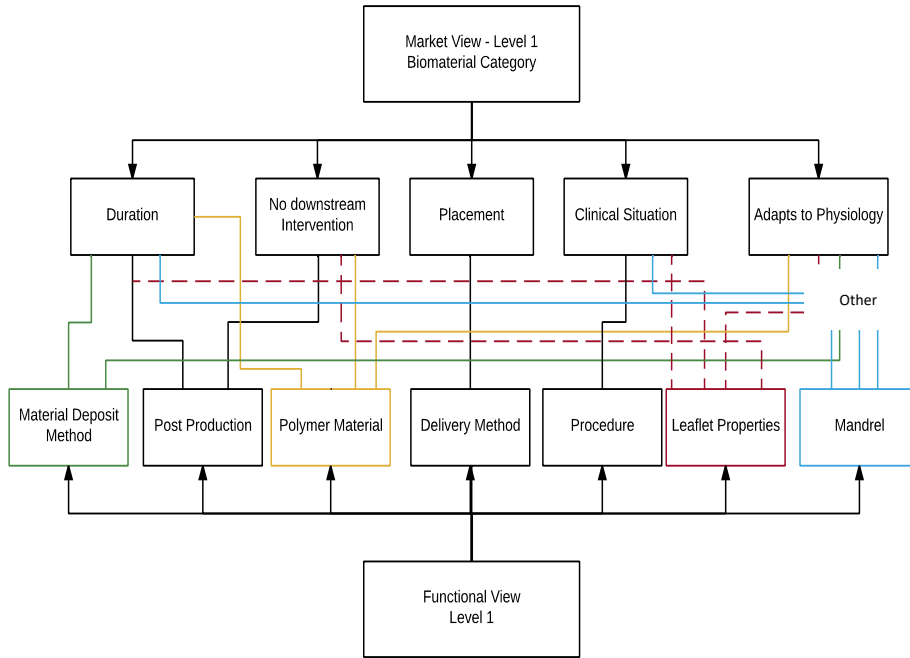 Market View - Level 1
Biomaterial Category
Duration
No downstream
Intervention
Placement
Clinical Situation
Adapts to Physiology
Other
Material Deposit
Method
Post Production
Polymer Material
Delivery Method
Procedure
Leaflet Properties
Mandrel
Functional View
Level 1